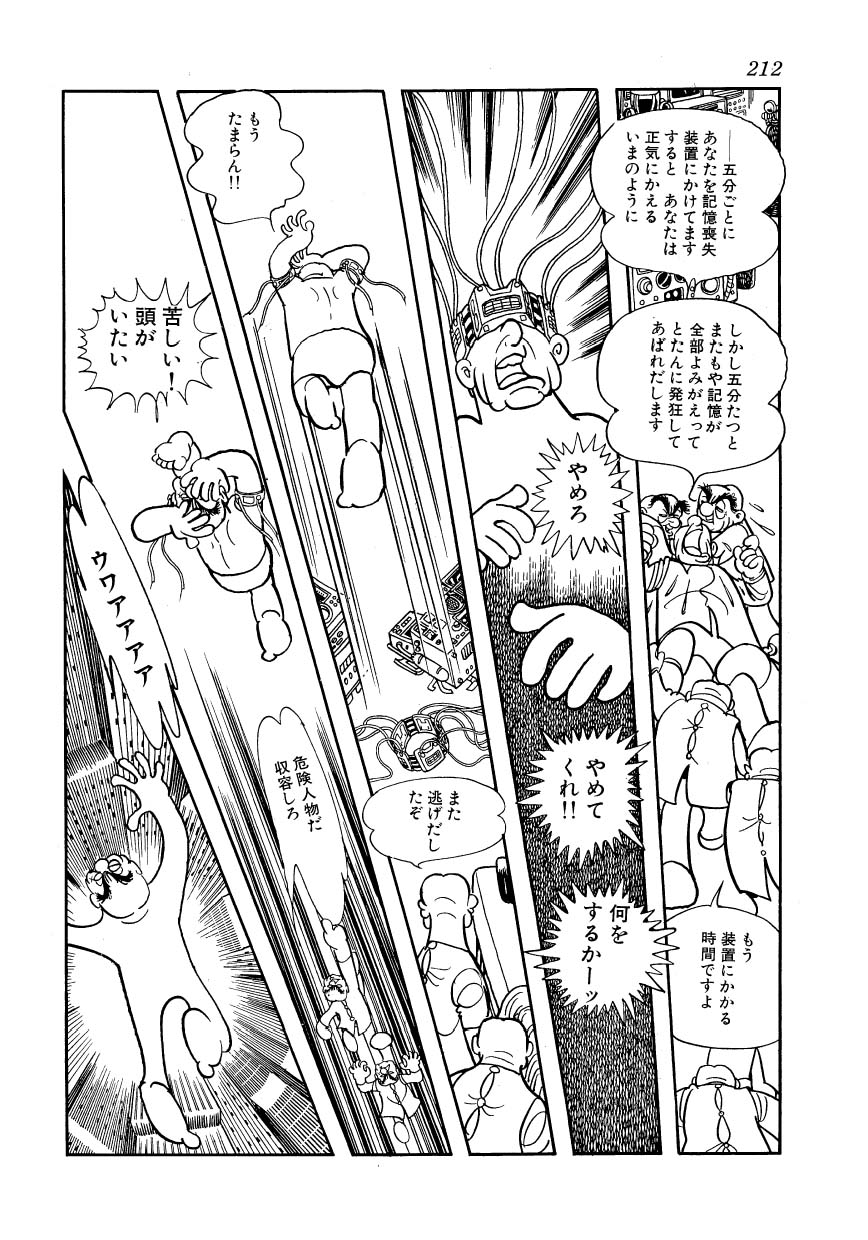 212
──五分ごとに
あなたを記憶喪失
装置にかけてます
すると あなたは
正気にかえる
いまのように
しかし五分たつと
またもや記憶が
全部よみがえって
とたんに発狂して
あばれだします
もう
装置にかかる
時間ですよ
やめろ
やめて
くれ!!
何を
するかーッ
もう
たまらん!!
また
逃げだし
たぞ
苦しい!
頭が
いたい
危険人物だ
収容しろ
ウワアアアア